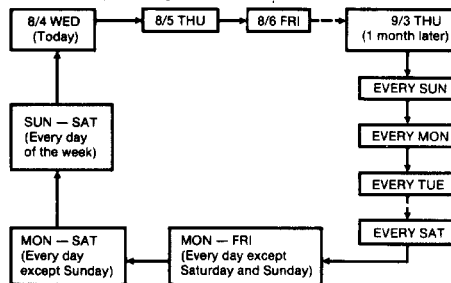 8/4 WED
(Today)
8/5 THU
8/6 FRI
9/3 THU
(1 month later)
EVERY SUN
EVERY MON
EVERY TUE
EVERY SAT
MON — FRI
(Every day except
Saturday and Sunday)
MON — SAT
(Every day
except Sunday)
SUN — SAT
(Every day
of the week)